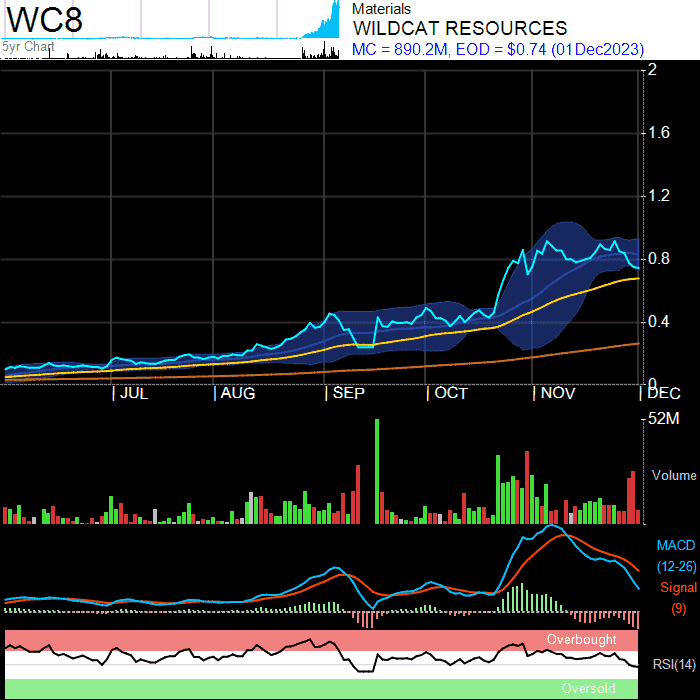 WC8
5yr Chart
Materials
WILDCAT RESOURCES
MC = 890.2M, EOD = $0.74 (01Dec2023)
2
1.6
1.2
0.8
0.4
0
JUL AUG SEP OCT NOV DEC
52M
Volume
MACD
(12-26)
Signal
(9)
Overbought
RSI(14)
Oversold